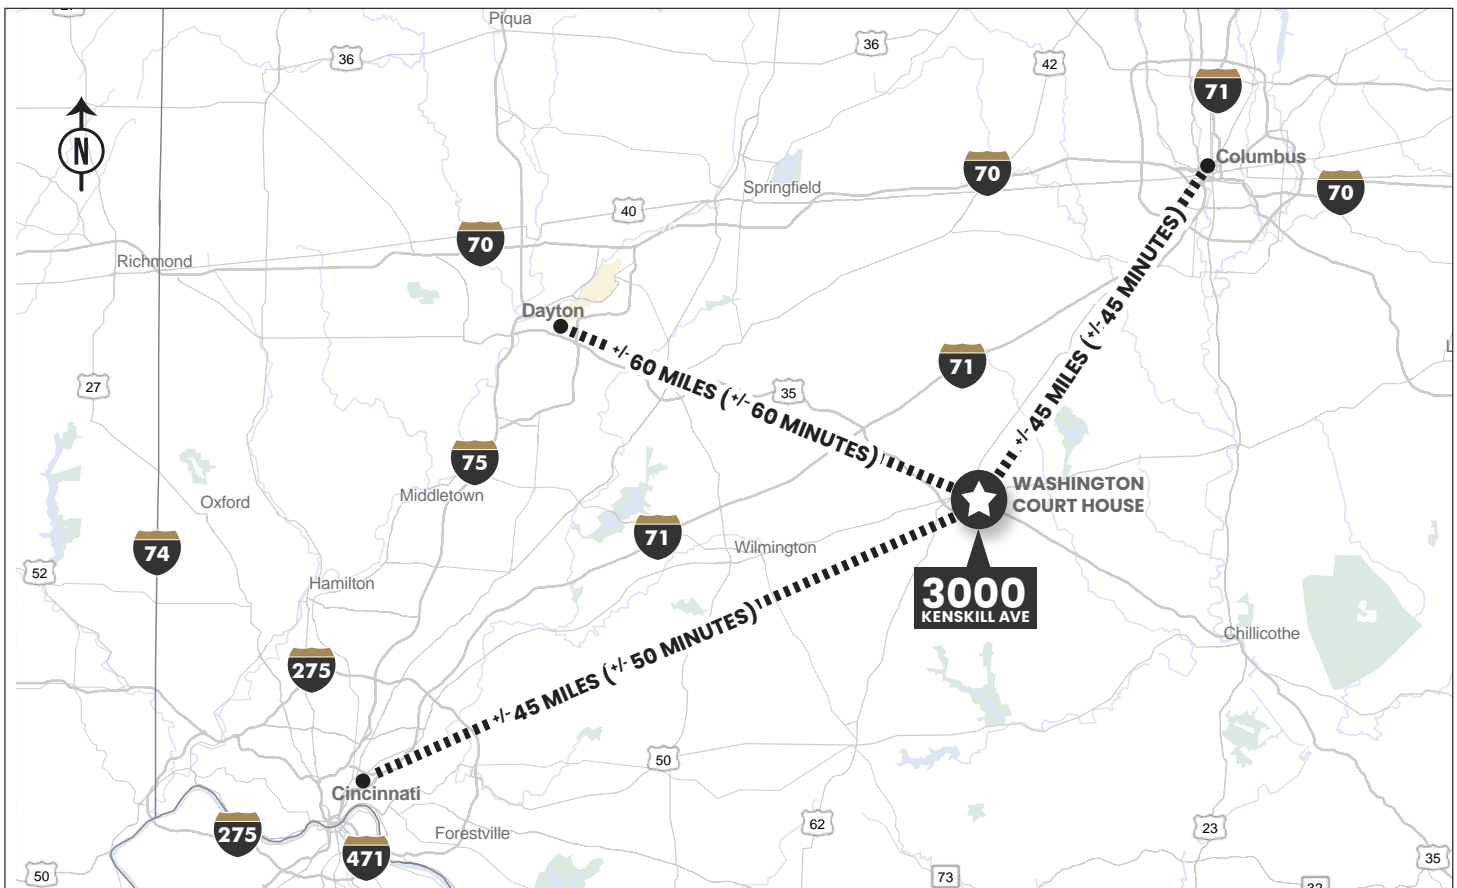 Piqua
36
36
42
71
N
Columbus
70
70
Springfield
40
70
Richmond
Dayton
+/-60 MILES (+/-60 MINUTES)
+/-45 MILES (+/-45 MINUTES)
71
27
35
75
Middletown
WASHINGTON
COURT HOUSE
Oxford
71
Wilmington
74
52
Hamilton
3000
KENSKILL AVE
+/-45 MILES (+/-50 MINUTES)
Chillicothe
275
50
Cincinnati
275
Forestville
62
23
471
35
50
73